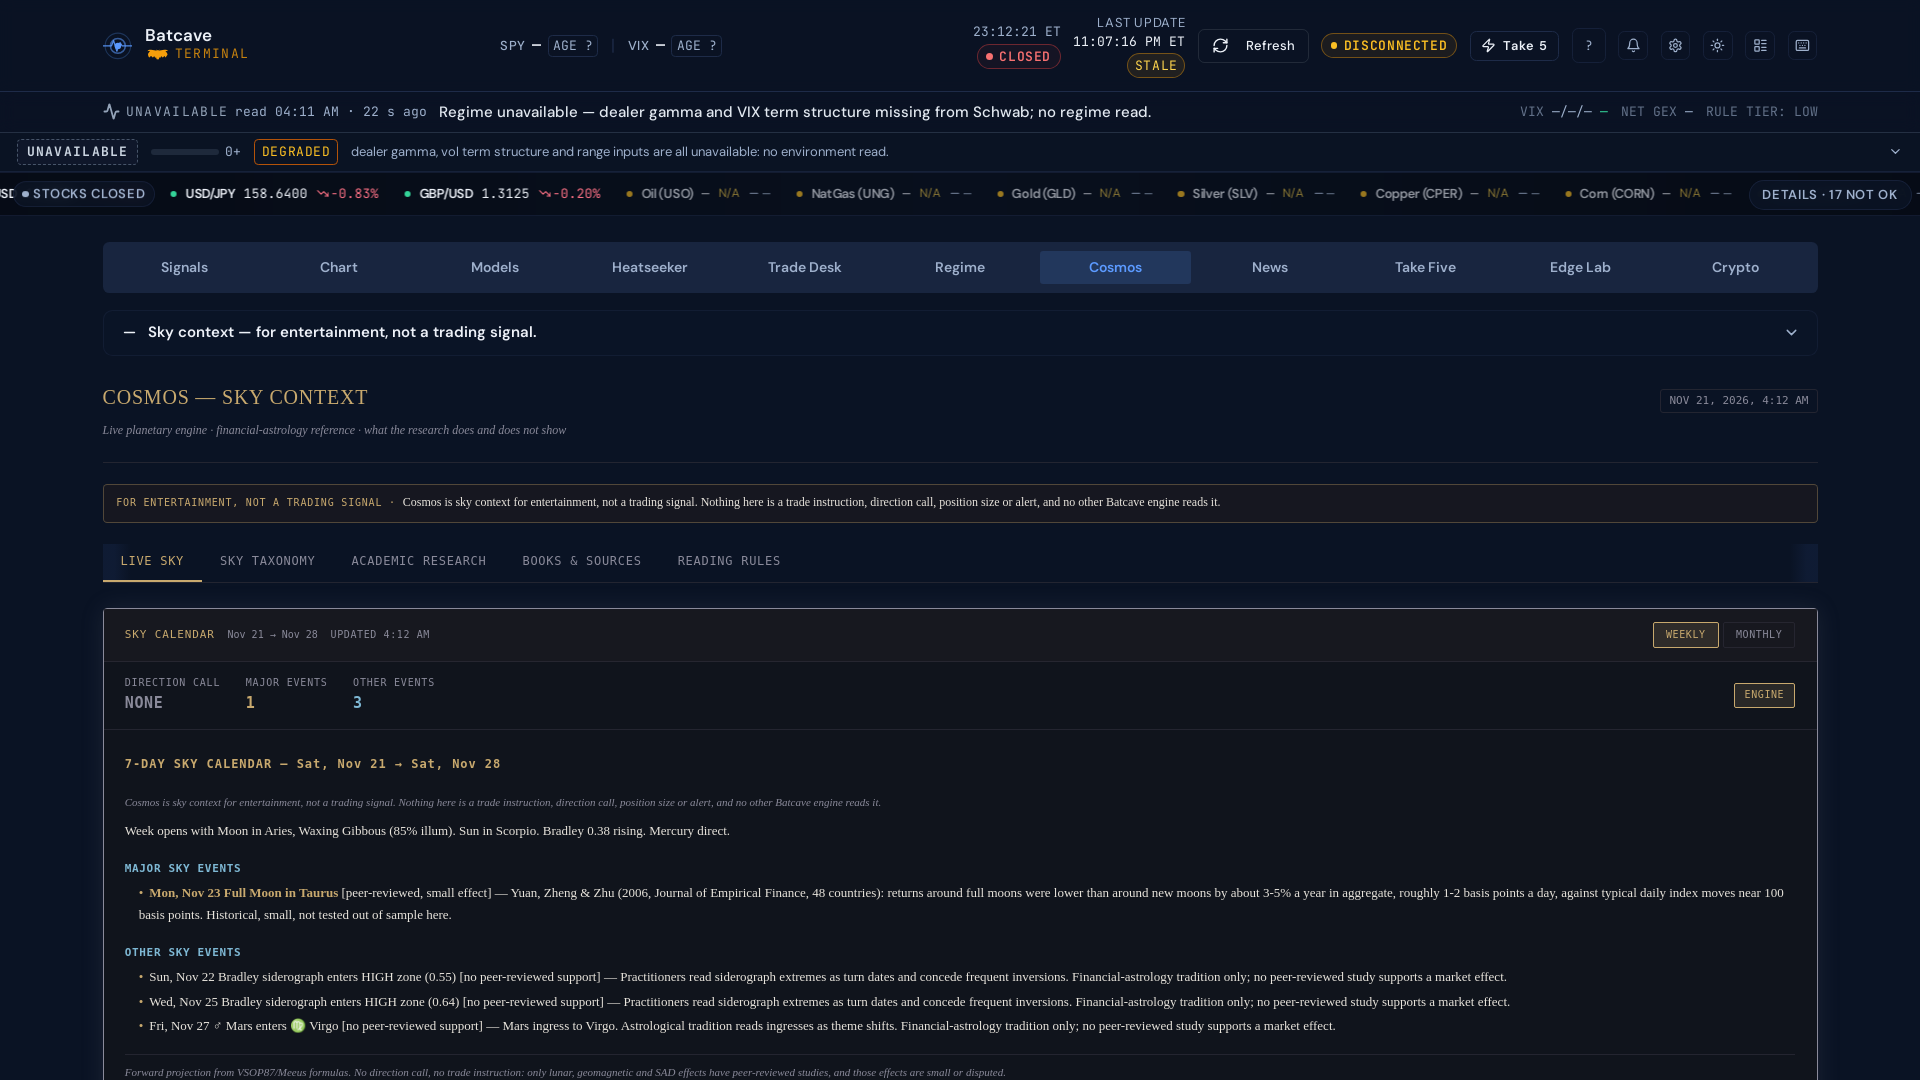 Batcave
TERMINAL
SPY — AGE ? VIX — AGE ?
23:12:21 ET
CLOSED
LAST UPDATE
11:07:16 PM ET
STALE
Refresh
DISCONNECTED
Take 5
?
UNAVAILABLE read 04:11 AM · 22 s ago Regime unavailable — dealer gamma and VIX term structure missing from Schwab; no regime read.
VIX —/—/— — NET GEX — RULE TIER: LOW
UNAVAILABLE 0+ DEGRADED dealer gamma, vol term structure and range inputs are all unavailable: no environment read.
STOCKS CLOSED USD/JPY 158.6400 -0.83% GBP/USD 1.3125 -0.20% Oil (USO) — N/A — — NatGas (UNG) — N/A — — Gold (GLD) — N/A — — Silver (SLV) — N/A — — Copper (CPER) — N/A — — Corn (CORN) — N/A — — DETAILS · 17 NOT OK
Signals Chart Models Heatseeker Trade Desk Regime Cosmos News Take Five Edge Lab Crypto
— Sky context — for entertainment, not a trading signal.
COSMOS — SKY CONTEXT
NOV 21, 2026, 4:12 AM
Live planetary engine · financial-astrology reference · what the research does and does not show
FOR ENTERTAINMENT, NOT A TRADING SIGNAL · Cosmos is sky context for entertainment, not a trading signal. Nothing here is a trade instruction, direction call, position size or alert, and no other Batcave engine reads it.
LIVE SKY SKY TAXONOMY ACADEMIC RESEARCH BOOKS & SOURCES READING RULES
SKY CALENDAR Nov 21 → Nov 28 UPDATED 4:12 AM
WEEKLY MONTHLY
DIRECTION CALL MAJOR EVENTS OTHER EVENTS
NONE 1 3
ENGINE
7-DAY SKY CALENDAR — Sat, Nov 21 → Sat, Nov 28
Cosmos is sky context for entertainment, not a trading signal. Nothing here is a trade instruction, direction call, position size or alert, and no other Batcave engine reads it.
Week opens with Moon in Aries, Waxing Gibbous (85% illum). Sun in Scorpio. Bradley 0.38 rising. Mercury direct.
MAJOR SKY EVENTS
• Mon, Nov 23 Full Moon in Taurus [peer-reviewed, small effect] — Yuan, Zheng & Zhu (2006, Journal of Empirical Finance, 48 countries): returns around full moons were lower than around new moons by about 3-5% a year in aggregate, roughly 1-2 basis points a day, against typical daily index moves near 100
basis points. Historical, small, not tested out of sample here.
OTHER SKY EVENTS
• Sun, Nov 22 Bradley siderograph enters HIGH zone (0.55) [no peer-reviewed support] — Practitioners read siderograph extremes as turn dates and concede frequent inversions. Financial-astrology tradition only; no peer-reviewed study supports a market effect.
• Wed, Nov 25 Bradley siderograph enters HIGH zone (0.64) [no peer-reviewed support] — Practitioners read siderograph extremes as turn dates and concede frequent inversions. Financial-astrology tradition only; no peer-reviewed study supports a market effect.
• Fri, Nov 27 ♂ Mars enters ♍ Virgo [no peer-reviewed support] — Mars ingress to Virgo. Astrological tradition reads ingresses as theme shifts. Financial-astrology tradition only; no peer-reviewed study supports a market effect.
Forward projection from VSOP87/Meeus formulas. No direction call, no trade instruction: only lunar, geomagnetic and SAD effects have peer-reviewed studies, and those effects are small or disputed.